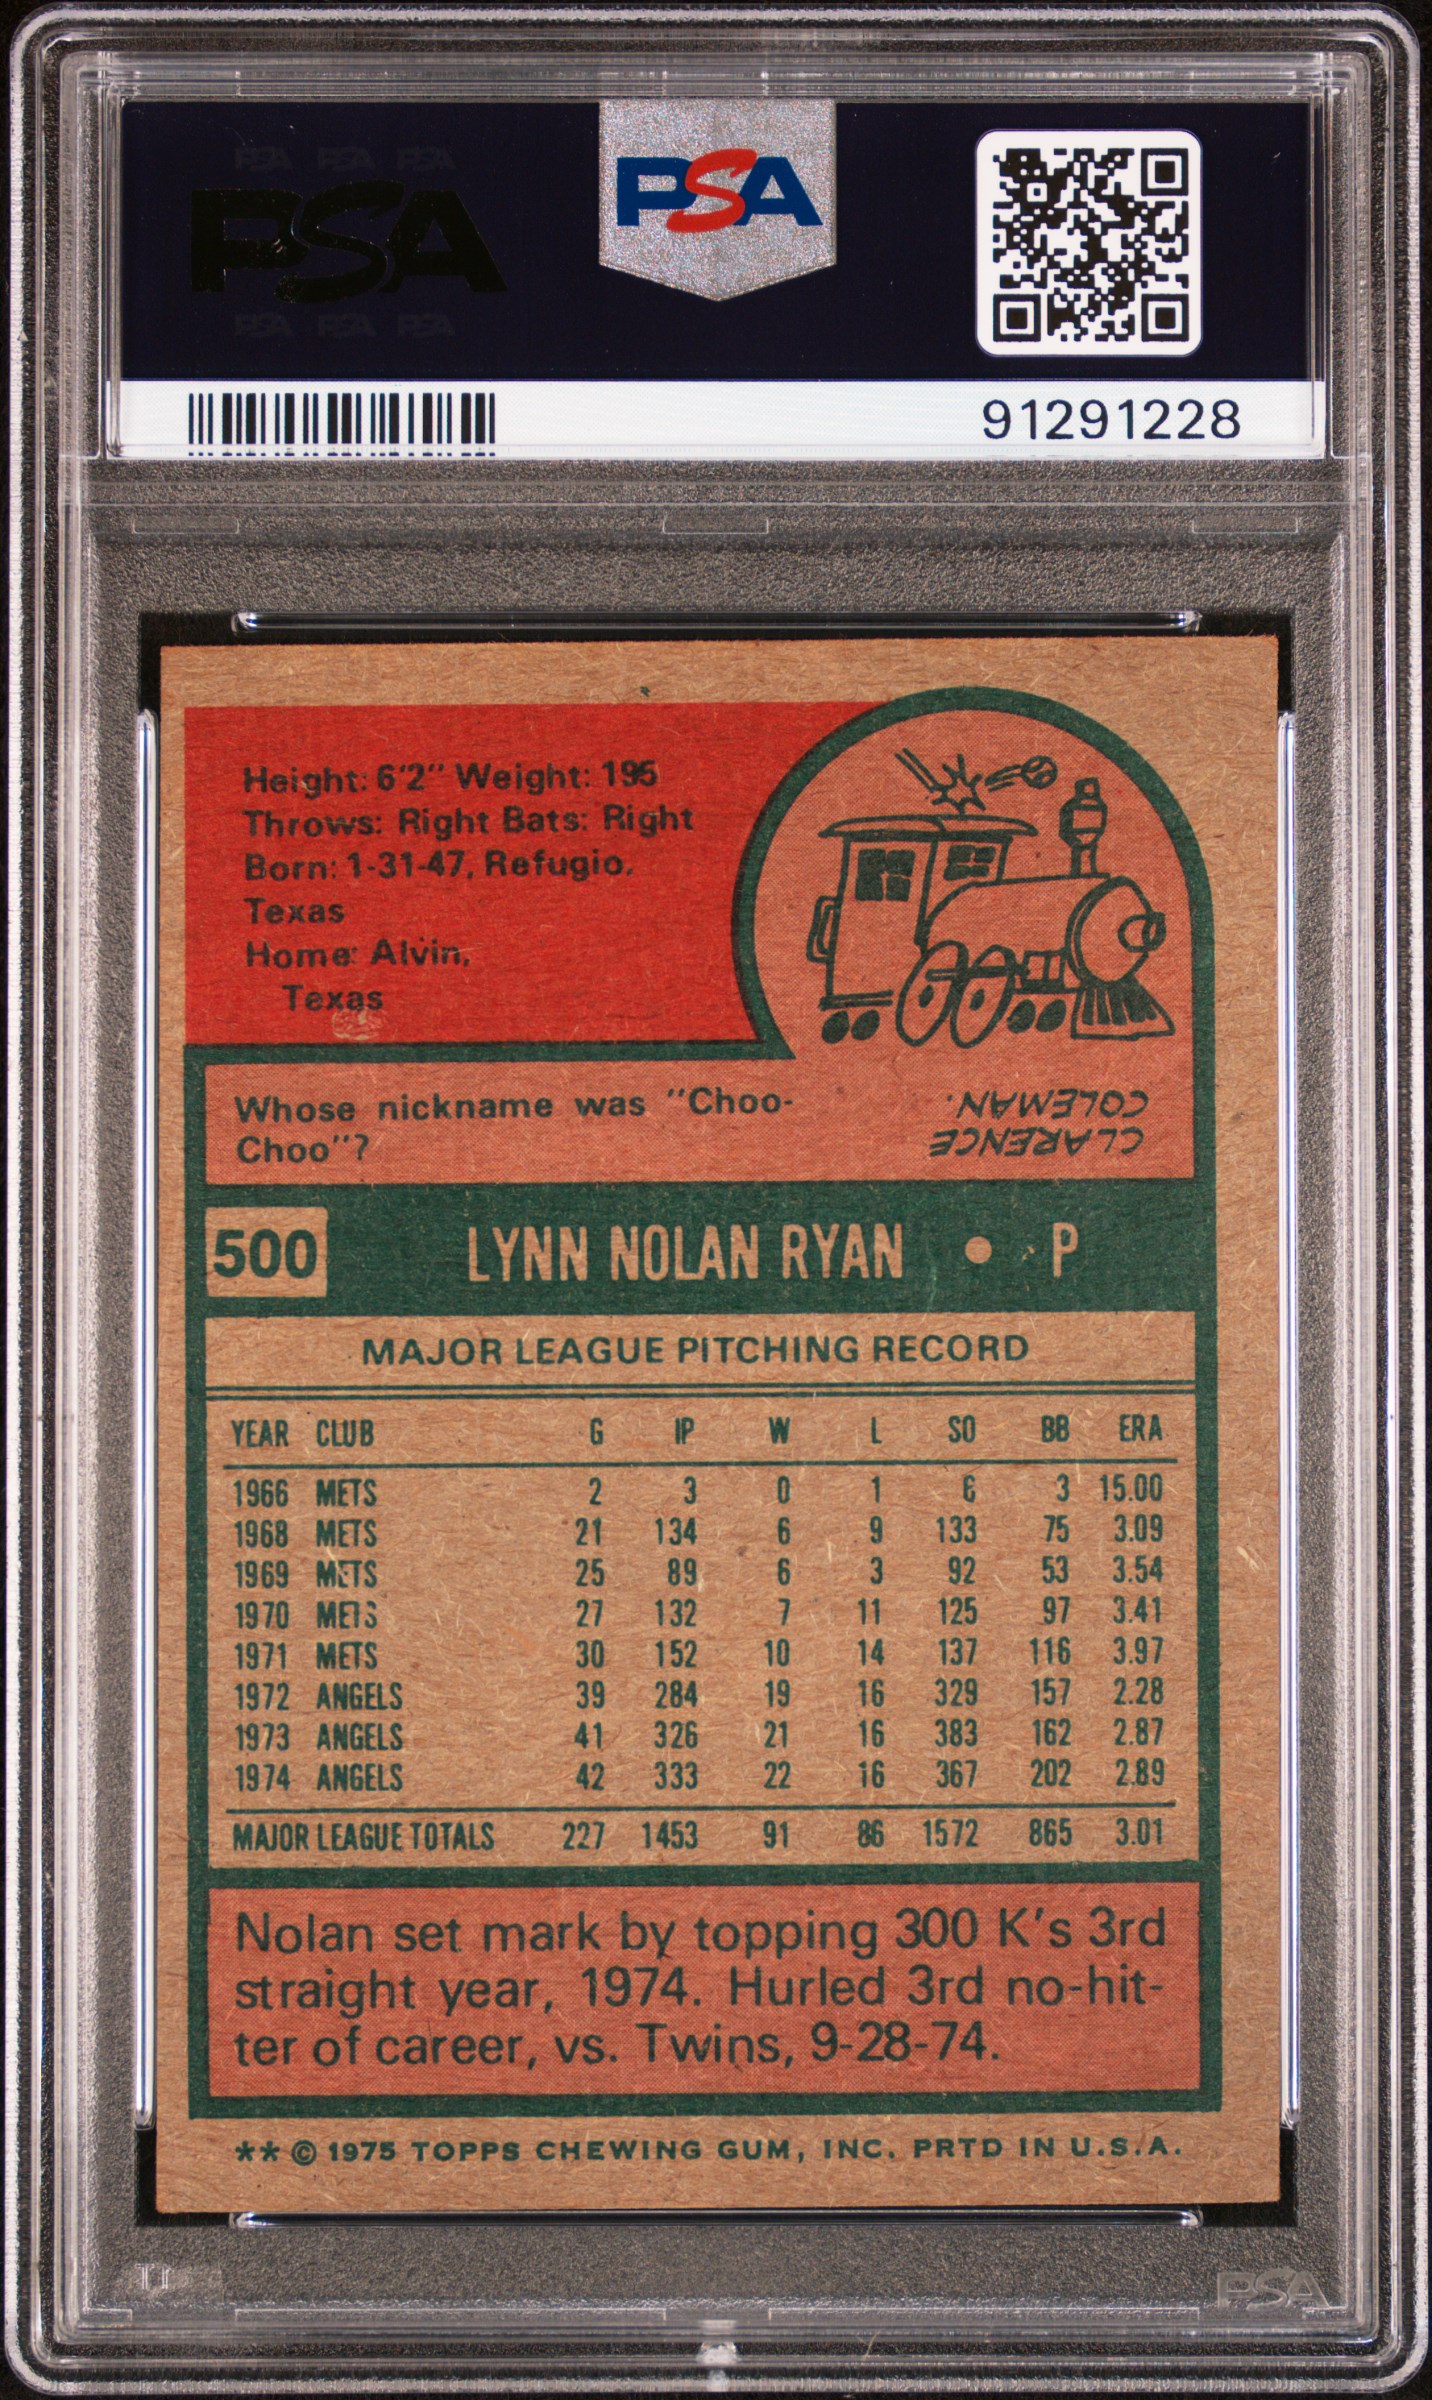 PSA PSA PSA
PSA
PSA PSA PSA
PSA
91291228
Height: 6'2" Weight: 195
Throws: Right Bats: Right
Born: 1-31-47, Refugio,
Texas
Home: Alvin,
Texas
Whose nickname was "Choo-
Choo"?
CLARENCE
COLEMAN.
500 LYNN NOLAN RYAN • P
MAJOR LEAGUE PITCHING RECORD
YEAR CLUB G IP W L SO BB ERA
1966 METS 2 3 0 1 6 3 15.00
1968 METS 21 134 6 9 133 75 3.09
1969 METS 25 89 6 3 92 53 3.54
1970 METS 27 132 7 11 125 97 3.41
1971 METS 30 152 10 14 137 116 3.97
1972 ANGELS 39 284 19 16 329 157 2.28
1973 ANGELS 41 326 21 16 383 162 2.87
1974 ANGELS 42 333 22 16 367 202 2.89
MAJOR LEAGUE TOTALS 227 1453 91 86 1572 865 3.01
Nolan set mark by topping 300 K's 3rd
straight year, 1974. Hurled 3rd no-hit-
ter of career, vs. Twins, 9-28-74.
** © 1975 TOPPS CHEWING GUM, INC. PRTD IN U.S.A.
PSA